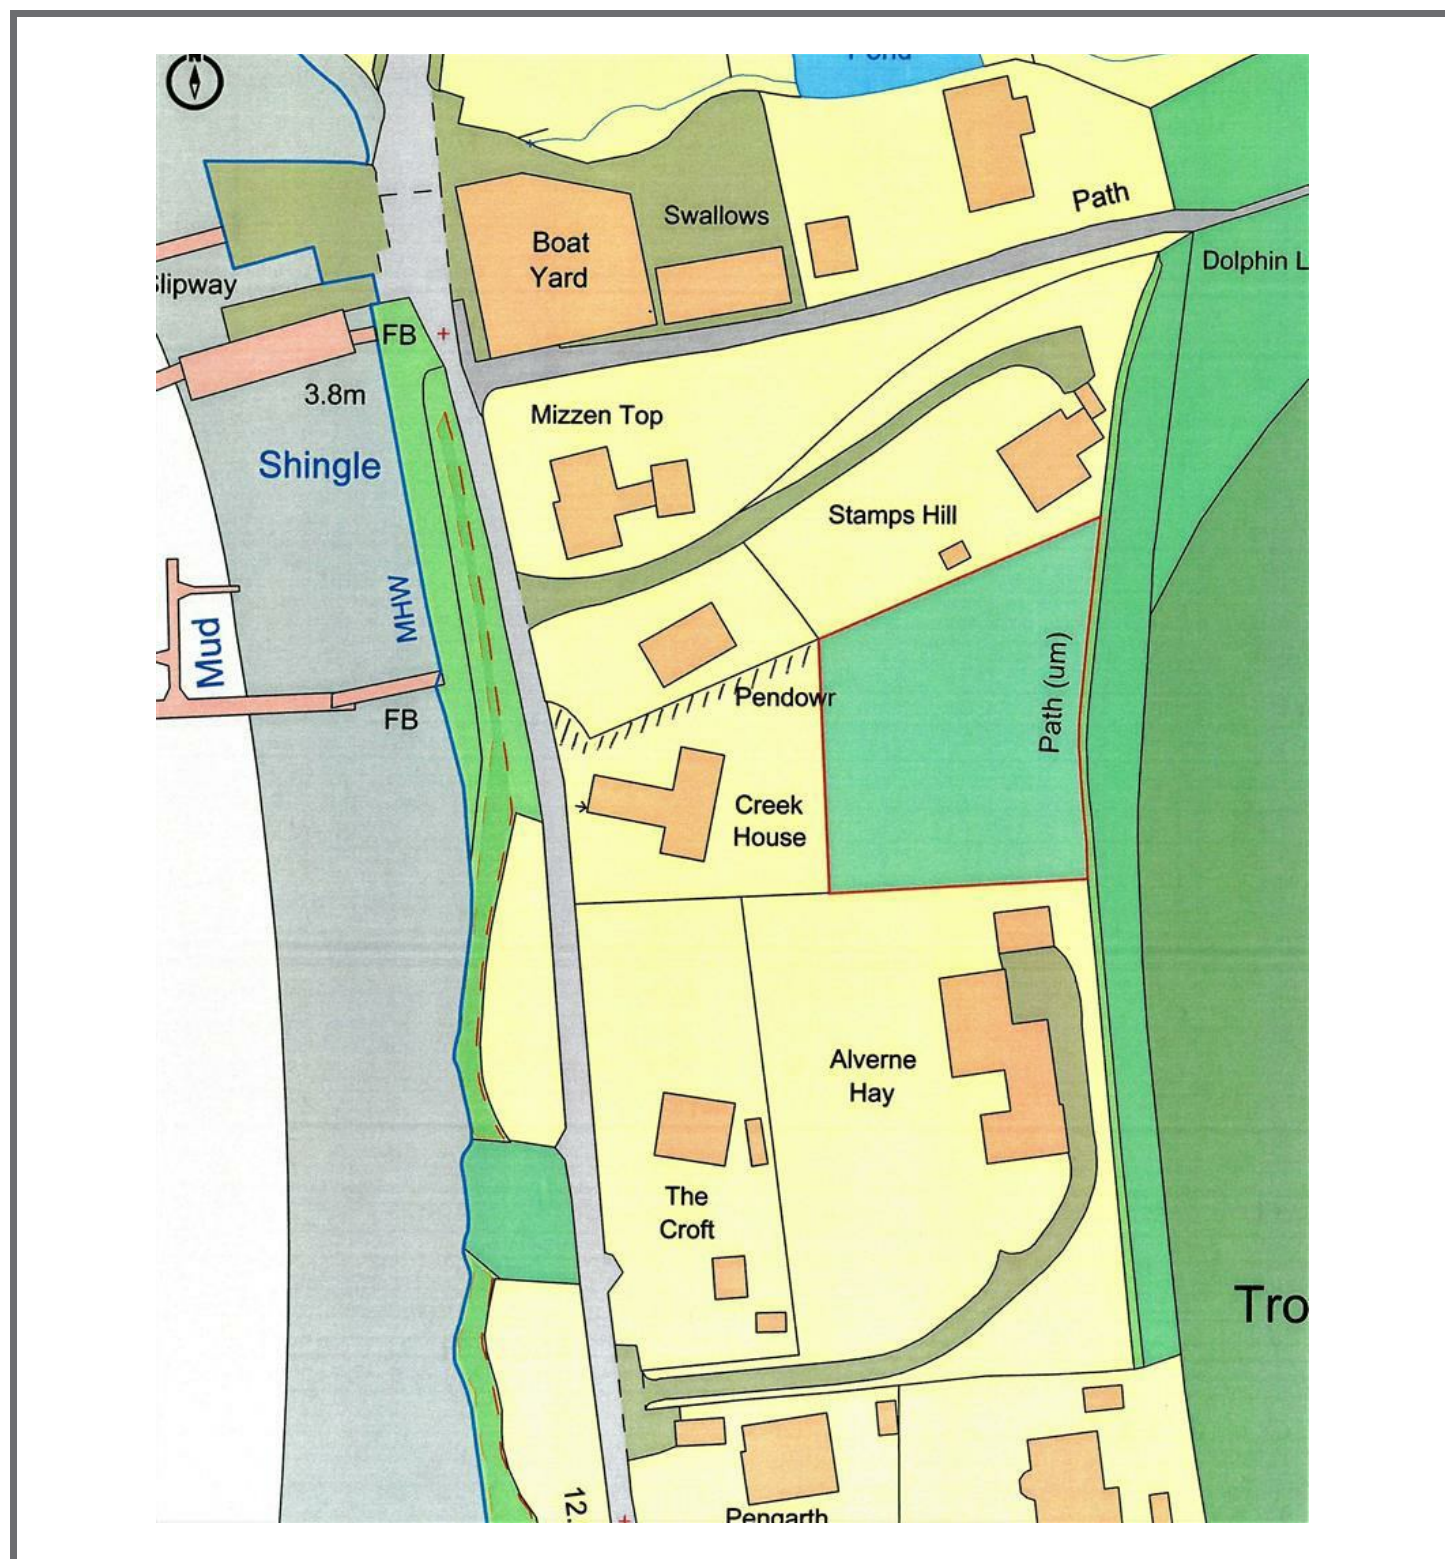 Pond
Path
Swallows
Boat
Yard
Dolphin L
lipway
FB
3.8m
Mizzen Top
Shingle
Stamps Hill
MHW
Mud
Path (um)
Pendowr
FB
Creek
House
Alverne
Hay
The
Croft
Tro
12.
Pengarth